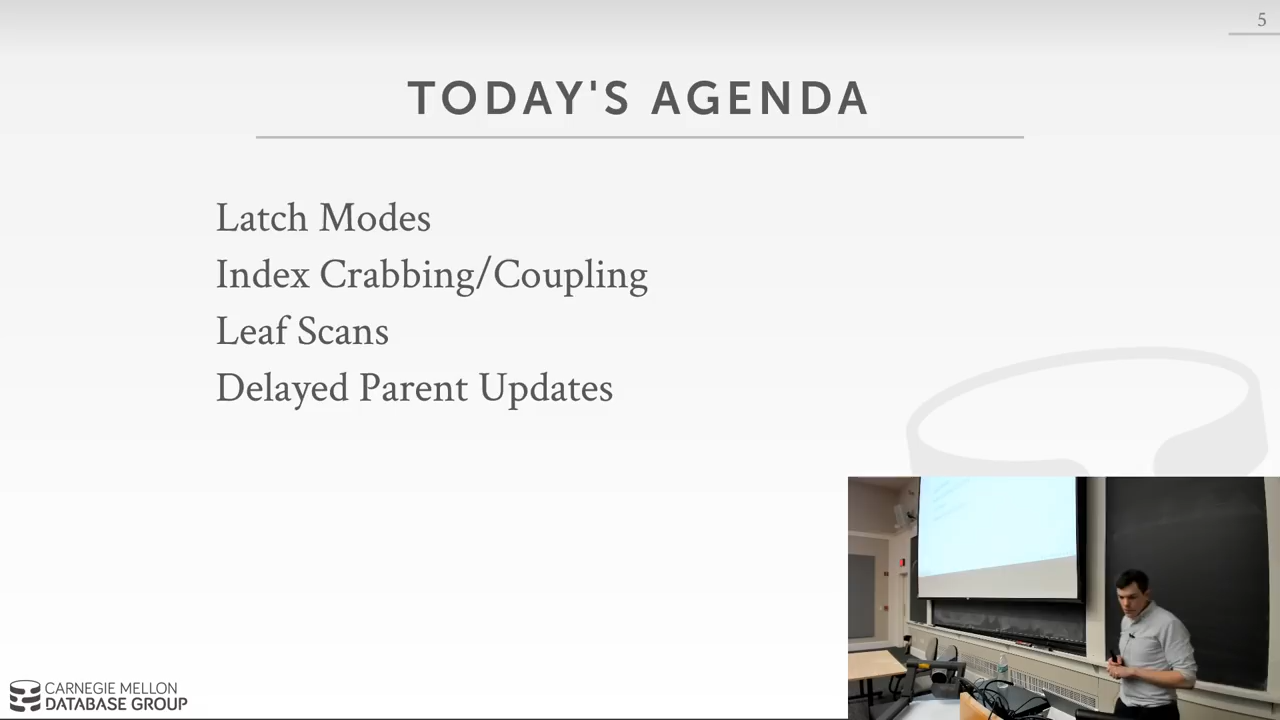 5
TODAY'S AGENDA
Latch Modes
Index Crabbing/Coupling
Leaf Scans
Delayed Parent Updates
CARNEGIE MELLON
DATABASE GROUP